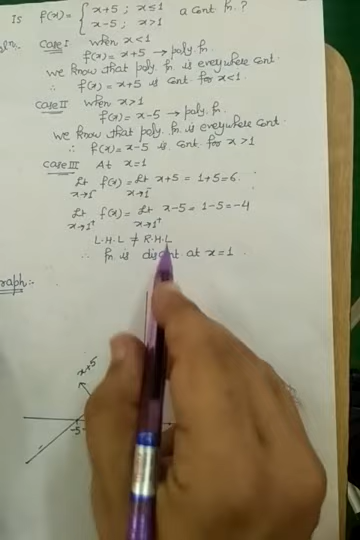 Is f(x) = { x+5 ; x≤1 a cont. fn. ?
x-5 ; x>1
Soln. Case I when x<1
f(x) = x+5 → poly. fn.
we know that poly. fn. is everywhere cont.
∴ f(x) = x+5 is cont. for x<1.
Case II when x>1
f(x) = x-5 → poly. fn.
we know that poly. fn. is everywhere cont.
∴ f(x) = x-5 is cont. for x>1
Case III At x=1
Lt f(x) = Lt x+5 = 1+5 = 6.
x→1⁻ x→1⁻
Lt f(x) = Lt x-5 = 1-5 = -4
x→1⁺ x→1⁺
L.H.L ≠ R.H.L
∴ fn. is discont at x=1.
raph:-
x+5
-5